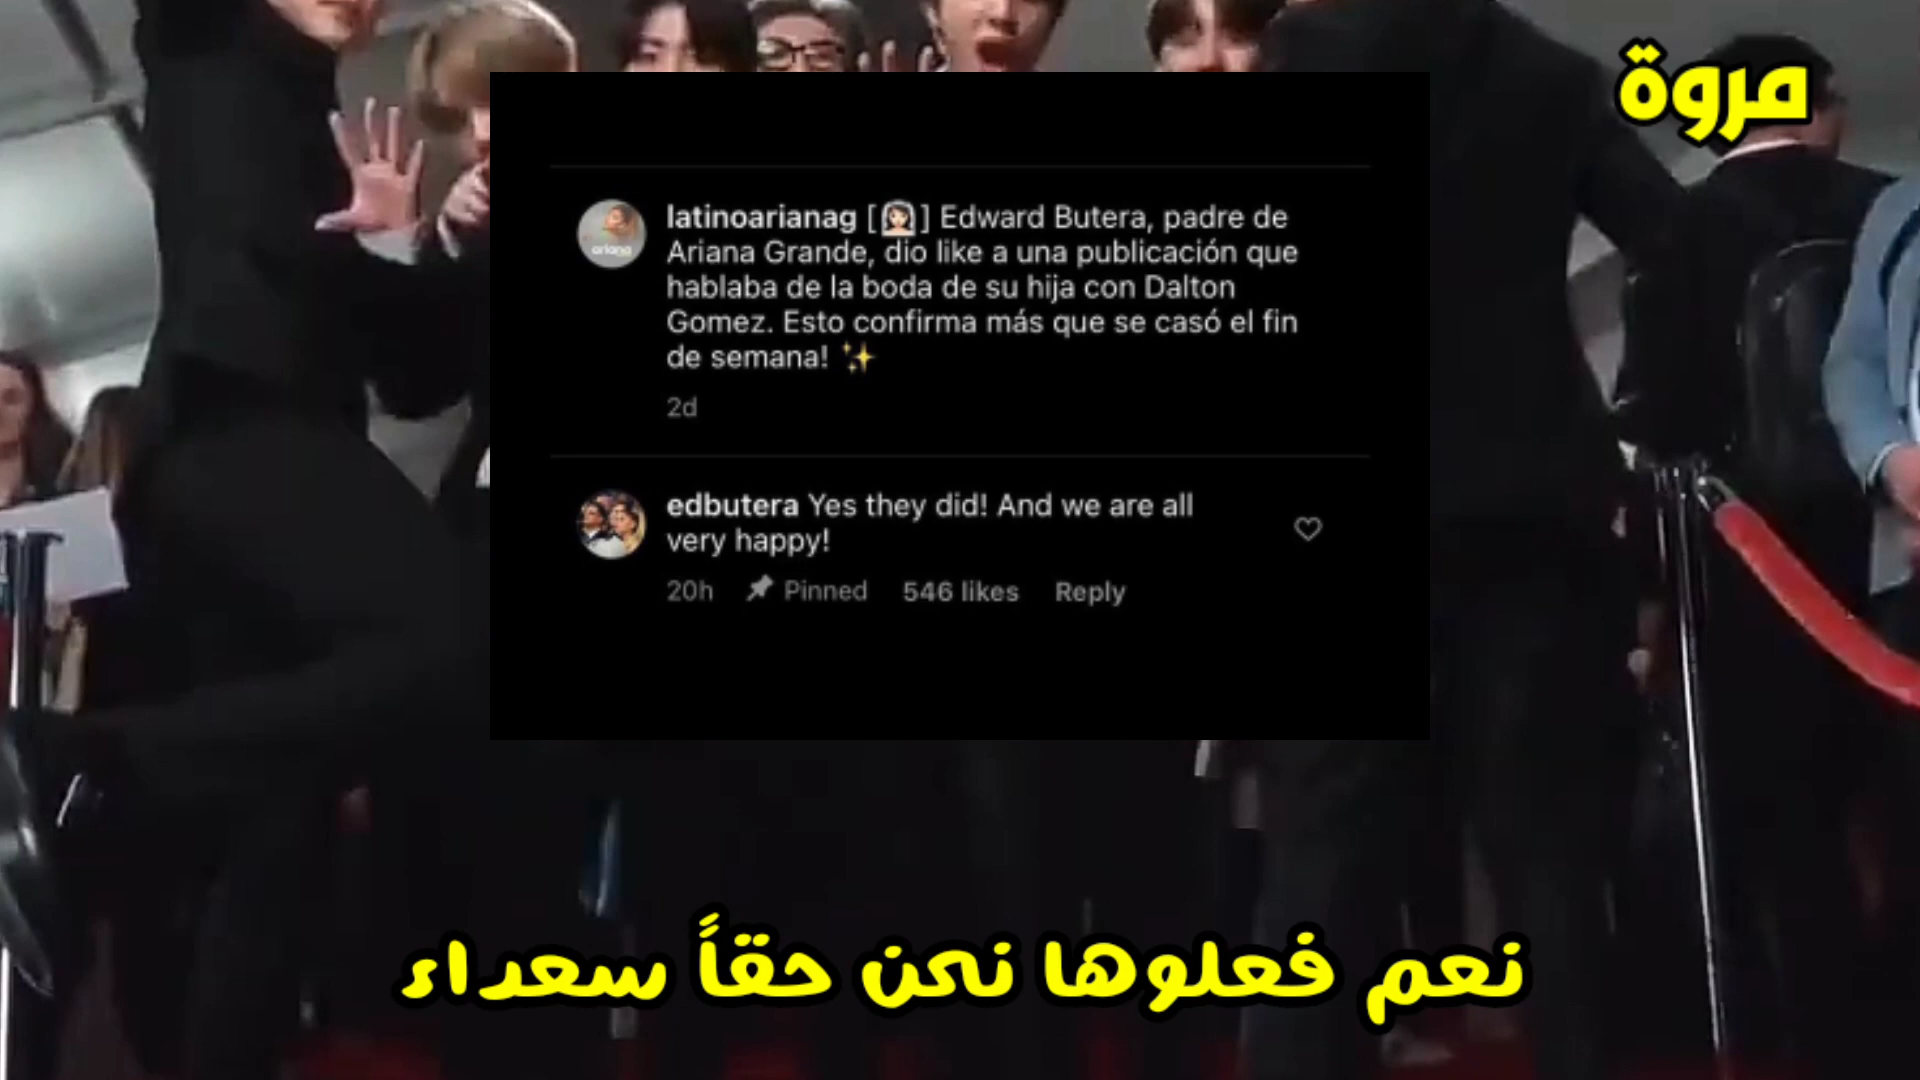 مروة
latinoarianag [👰🏻] Edward Butera, padre de
Ariana Grande, dio like a una publicación que
hablaba de la boda de su hija con Dalton
Gomez. Esto confirma más que se casó el fin
de semana! ✨
2d
edbutera Yes they did! And we are all
very happy!
20h Pinned 546 likes Reply
نعم فعلوها نحن حقاً سعداء